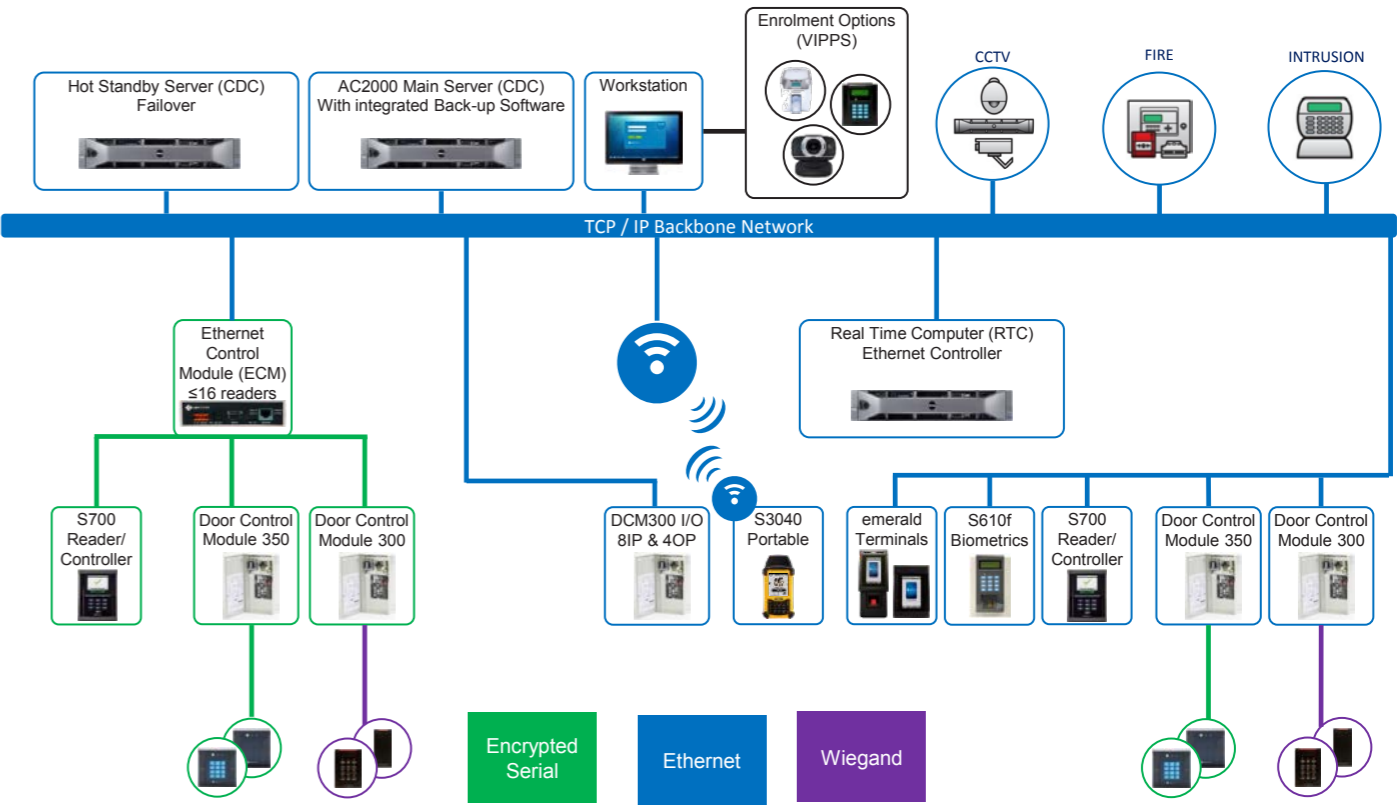 Enrolment Options
(VIPPS)
CCTV
FIRE
INTRUSION
Hot Standby Server (CDC)
Failover
AC2000 Main Server (CDC)
With integrated Back-up Software
Workstation
TCP / IP Backbone Network
Ethernet
Control
Module (ECM)
≤16 readers
Real Time Computer (RTC)
Ethernet Controller
S700
Reader/
Controller
Door Control
Module 350
Door Control
Module 300
DCM300 I/O
8IP & 4OP
S3040
Portable
emerald
Terminals
S610f
Biometrics
S700
Reader/
Controller
Door Control
Module 350
Door Control
Module 300
Encrypted
Serial
Ethernet
Wiegand